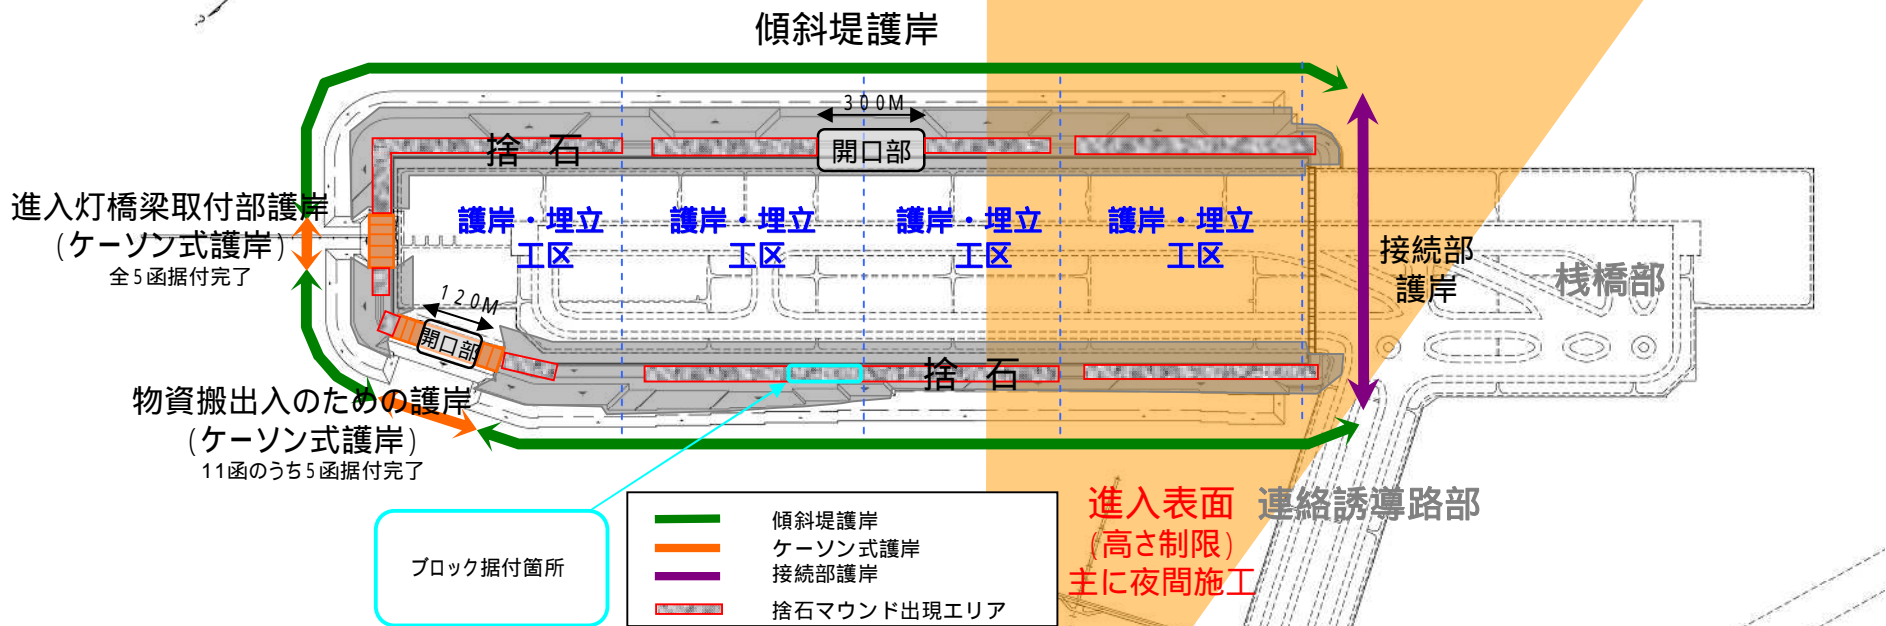 傾斜堤護岸
300M
捨 石
開口部
進入灯橋梁取付部護岸
(ケーソン式護岸)
全5函据付完了
護岸・埋立
工区
護岸・埋立
工区
護岸・埋立
工区
護岸・埋立
工区
接続部
護岸
桟橋部
120M
開口部
捨 石
物資搬出入のための護岸
(ケーソン式護岸)
11函のうち5函据付完了
ブロック据付箇所
傾斜堤護岸
ケーソン式護岸
接続部護岸
捨石マウンド出現エリア
進入表面
(高さ制限)
主に夜間施工
連絡誘導路部